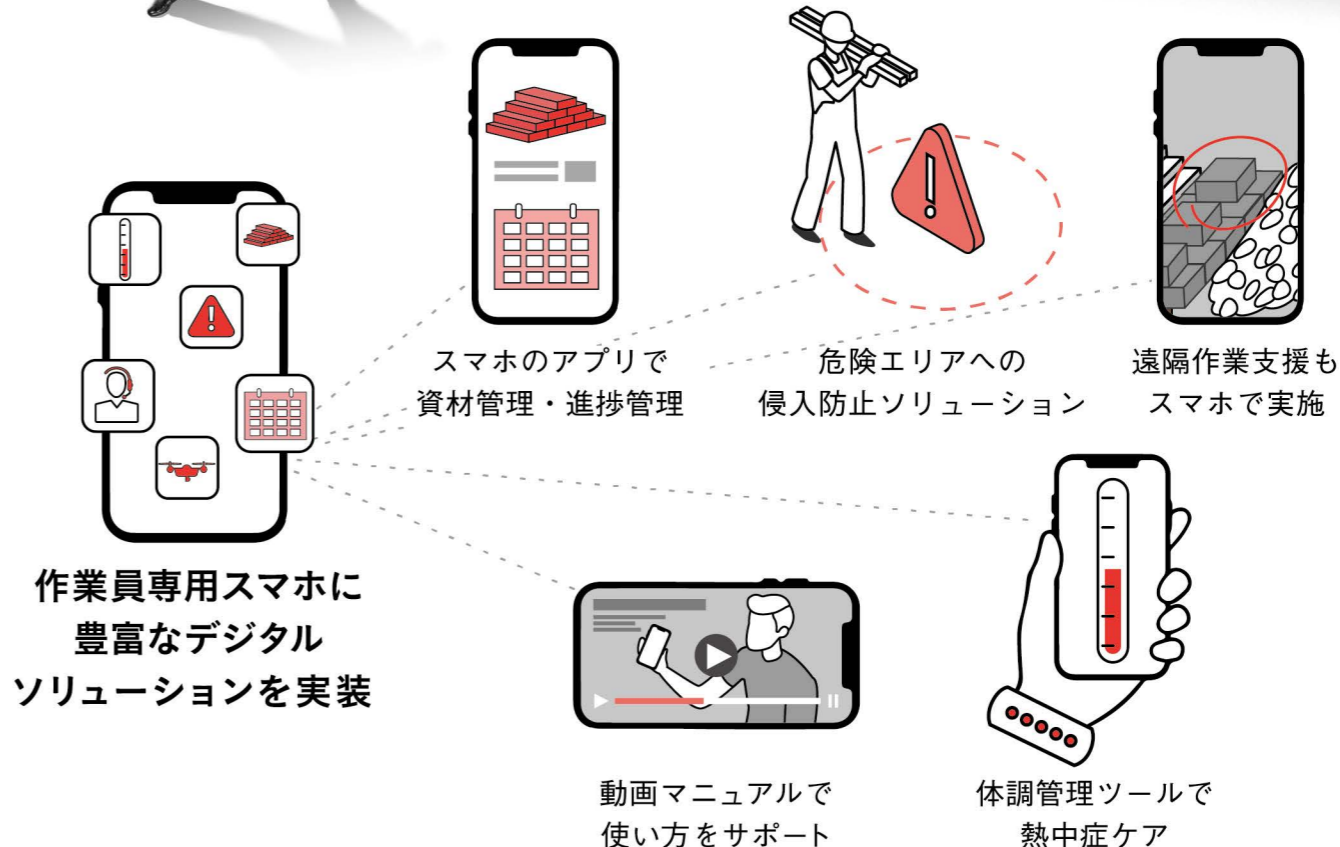 スマホのアプリで
資材管理・進捗管理
危険エリアへの
侵入防止ソリューション
遠隔作業支援も
スマホで実施
作業員専用スマホに
豊富なデジタル
ソリューションを実装
動画マニュアルで
使い方をサポート
体調管理ツールで
熱中症ケア